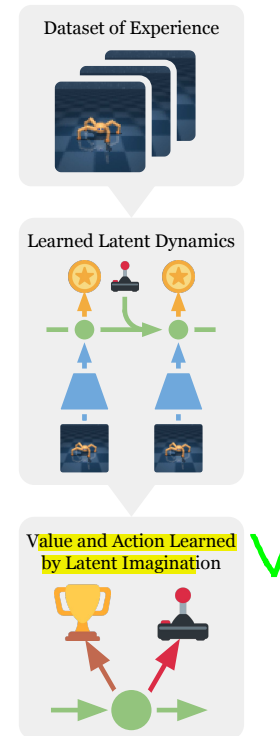 Dataset of Experience
Learned Latent Dynamics
Value and Action Learned
by Latent Imagination